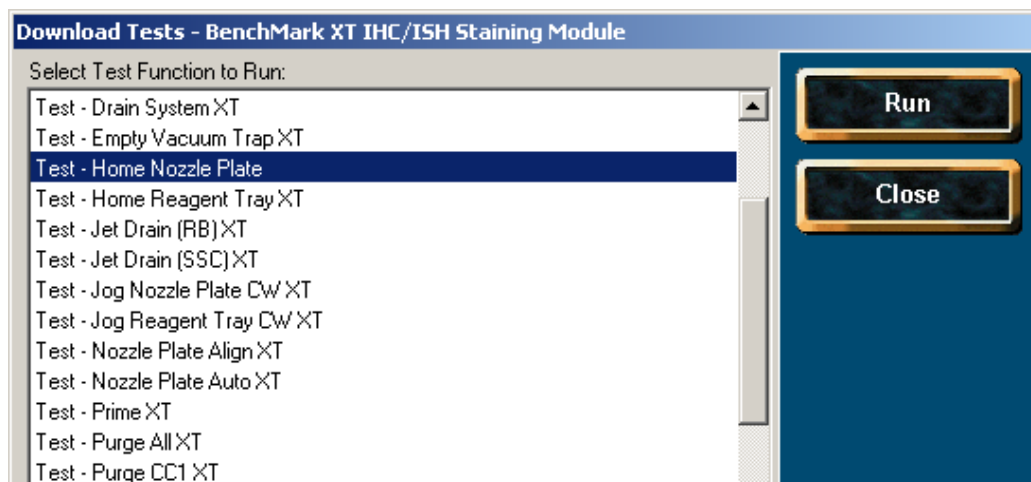 Download Tests - BenchMark XT IHC/ISH Staining Module
Select Test Function to Run:
Test - Drain System XT
Test - Empty Vacuum Trap XT
Test - Home Nozzle Plate
Test - Home Reagent Tray XT
Test - Jet Drain (RB) XT
Test - Jet Drain (SSC) XT
Test - Jog Nozzle Plate CW XT
Test - Jog Reagent Tray CW XT
Test - Nozzle Plate Align XT
Test - Nozzle Plate Auto XT
Test - Prime XT
Test - Purge All XT
Test - Purge CC1 XT
Run
Close